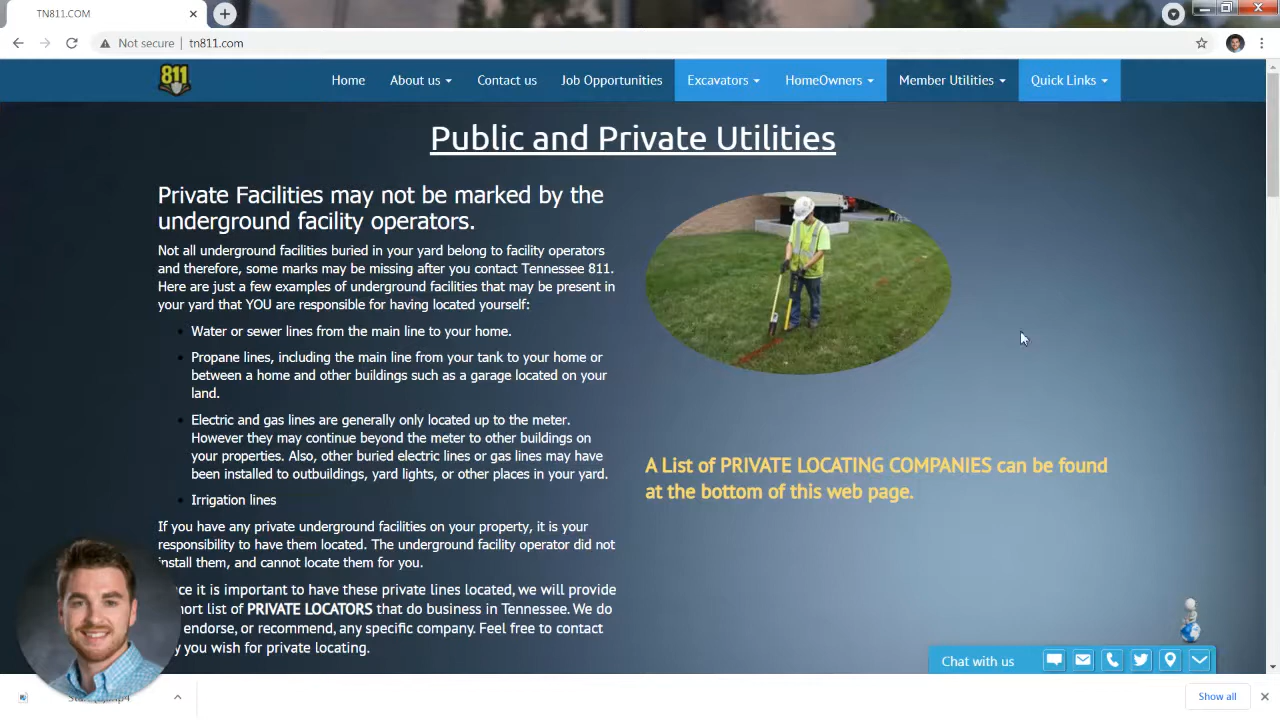 TN811.COM
Not secure | tn811.com
811
Home
About us
Contact us
Job Opportunities
Excavators
HomeOwners
Member Utilities
Quick Links
Public and Private Utilities
Private Facilities may not be marked by the
underground facility operators.
Not all underground facilities buried in your yard belong to facility operators
and therefore, some marks may be missing after you contact Tennessee 811.
Here are just a few examples of underground facilities that may be present in
your yard that YOU are responsible for having located yourself:
Water or sewer lines from the main line to your home.
Propane lines, including the main line from your tank to your home or
between a home and other buildings such as a garage located on your
land.
Electric and gas lines are generally only located up to the meter.
However they may continue beyond the meter to other buildings on
your properties. Also, other buried electric lines or gas lines may have
been installed to outbuildings, yard lights, or other places in your yard.
Irrigation lines
If you have any private underground facilities on your property, it is your
responsibility to have them located. The underground facility operator did not
install them, and cannot locate them for you.
it is important to have these private lines located, we will provide
list of PRIVATE LOCATORS that do business in Tennessee. We do
endorse, or recommend, any specific company. Feel free to contact
you wish for private locating.
A List of PRIVATE LOCATING COMPANIES can be found
at the bottom of this web page.
Chat with us
Show all